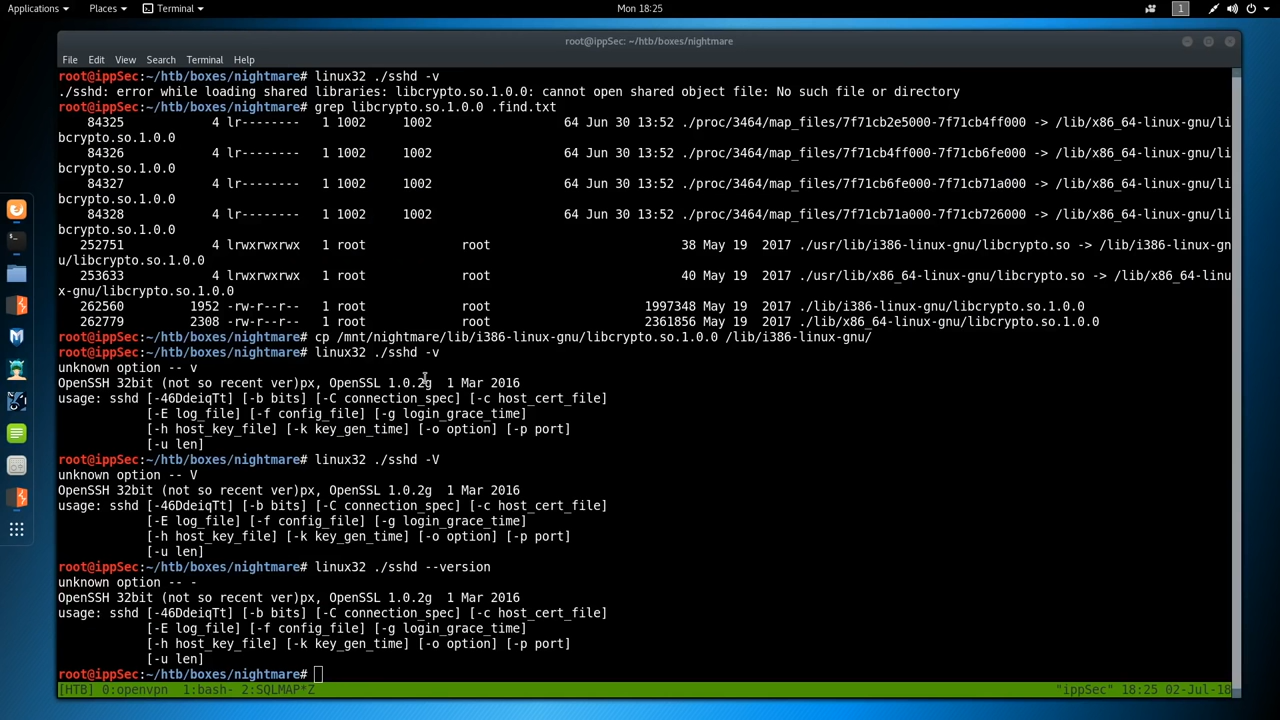 Applications Places Terminal Mon 18:25 1
root@ippSec: ~/htb/boxes/nightmare
File Edit View Search Terminal Help
root@ippSec:~/htb/boxes/nightmare# linux32 ./sshd -v
./sshd: error while loading shared libraries: libcrypto.so.1.0.0: cannot open shared object file: No such file or directory
root@ippSec:~/htb/boxes/nightmare# grep libcrypto.so.1.0.0 .find.txt
84325 4 lr-------- 1 1002 1002 64 Jun 30 13:52 ./proc/3464/map_files/7f71cb2e5000-7f71cb4ff000 -> /lib/x86_64-linux-gnu/li
bcrypto.so.1.0.0
84326 4 lr-------- 1 1002 1002 64 Jun 30 13:52 ./proc/3464/map_files/7f71cb4ff000-7f71cb6fe000 -> /lib/x86_64-linux-gnu/li
bcrypto.so.1.0.0
84327 4 lr-------- 1 1002 1002 64 Jun 30 13:52 ./proc/3464/map_files/7f71cb6fe000-7f71cb71a000 -> /lib/x86_64-linux-gnu/li
bcrypto.so.1.0.0
84328 4 lr-------- 1 1002 1002 64 Jun 30 13:52 ./proc/3464/map_files/7f71cb71a000-7f71cb726000 -> /lib/x86_64-linux-gnu/li
bcrypto.so.1.0.0
252751 4 lrwxrwxrwx 1 root root 38 May 19 2017 ./usr/lib/i386-linux-gnu/libcrypto.so -> /lib/i386-linux-gn
u/libcrypto.so.1.0.0
253633 4 lrwxrwxrwx 1 root root 40 May 19 2017 ./usr/lib/x86_64-linux-gnu/libcrypto.so -> /lib/x86_64-linu
x-gnu/libcrypto.so.1.0.0
262560 1952 -rw-r--r-- 1 root root 1997348 May 19 2017 ./lib/i386-linux-gnu/libcrypto.so.1.0.0
262779 2308 -rw-r--r-- 1 root root 2361856 May 19 2017 ./lib/x86_64-linux-gnu/libcrypto.so.1.0.0
root@ippSec:~/htb/boxes/nightmare# cp /mnt/nightmare/lib/i386-linux-gnu/libcrypto.so.1.0.0 /lib/i386-linux-gnu/
root@ippSec:~/htb/boxes/nightmare# linux32 ./sshd -v
unknown option -- v
OpenSSH 32bit (not so recent ver)px, OpenSSL 1.0.2g 1 Mar 2016
usage: sshd [-46DdeiqTt] [-b bits] [-C connection_spec] [-c host_cert_file]
[-E log_file] [-f config_file] [-g login_grace_time]
[-h host_key_file] [-k key_gen_time] [-o option] [-p port]
[-u len]
root@ippSec:~/htb/boxes/nightmare# linux32 ./sshd -V
unknown option -- V
OpenSSH 32bit (not so recent ver)px, OpenSSL 1.0.2g 1 Mar 2016
usage: sshd [-46DdeiqTt] [-b bits] [-C connection_spec] [-c host_cert_file]
[-E log_file] [-f config_file] [-g login_grace_time]
[-h host_key_file] [-k key_gen_time] [-o option] [-p port]
[-u len]
root@ippSec:~/htb/boxes/nightmare# linux32 ./sshd --version
unknown option -- -
OpenSSH 32bit (not so recent ver)px, OpenSSL 1.0.2g 1 Mar 2016
usage: sshd [-46DdeiqTt] [-b bits] [-C connection_spec] [-c host_cert_file]
[-E log_file] [-f config_file] [-g login_grace_time]
[-h host_key_file] [-k key_gen_time] [-o option] [-p port]
[-u len]
root@ippSec:~/htb/boxes/nightmare#
[HTB] 0:openvpn 1:bash- 2:SQLMAP*Z "ippSec" 18:25 02-Jul-18